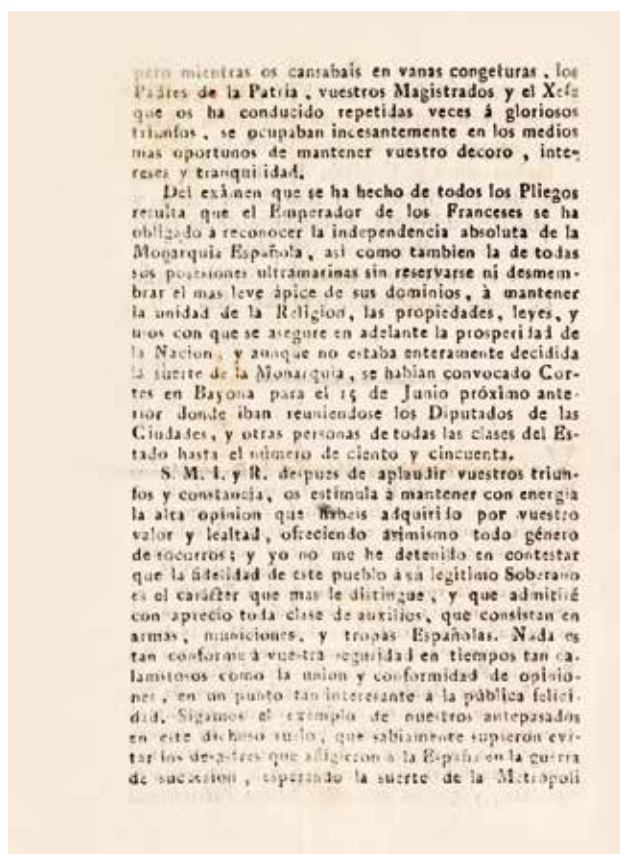 pero mientras os cansabais en vanas congeturas , los
Padres de la Patria , vuestros Magistrados y el Xefe
que os ha conducido repetidas veces á gloriosos
triunfos , se ocupaban incesantemente en los medios
mas oportunos de mantener vuestro decoro , inte-
reses y tranquilidad.
Del exâmen que se ha hecho de todos los Pliegos
resulta que el Emperador de los Franceses se ha
obligado à reconocer la independencia absoluta de la
Monarquia Española , asi como tambien la de todas
sus posesiones ultramarinas sin reservarse ni desmem-
brar el mas leve ápice de sus dominios , à mantener
la unidad de la Religion , las propiedades , leyes , y
usos con que se asegure en adelante la prosperidad de
la Nacion , y aunque no estaba enteramente decidida
la suerte de la Monarquia , se habian convocado Cor-
tes en Bayona para el 15 de Junio próximo ante-
rior donde iban reuniendose los Diputados de las
Ciudades , y otras personas de todas las clases del Es-
tado hasta el número de ciento y cincuenta.
S. M. I. y R. despues de aplaudir vuestros triun-
fos y constancia , os estimula à mantener con energia
la alta opinion que habeis adquirido por vuestro
valor y lealtad , ofreciendo asimismo todo género
de socorros ; y yo no me he detenido en contestar
que la fidelidad de este pueblo à su legitimo Soberano
es el carácter que mas le distingue , y que admitiré
con aprecio toda clase de auxilios , que consistan en
armas , municiones , y tropas Españolas. Nada es
tan conforme à vuestra seguridad en tiempos tan ca-
lamitosos como la union y conformidad de opinio-
nes , en un punto tan interesante à la pública felici-
dad. Sigamos el exemplo de nuestros antepasados
en este dichoso suelo , que sabiamente supieron evi-
tar los desastres que afligieron à la España en la guerra
de sucession , esperando la suerte de la Metropoli